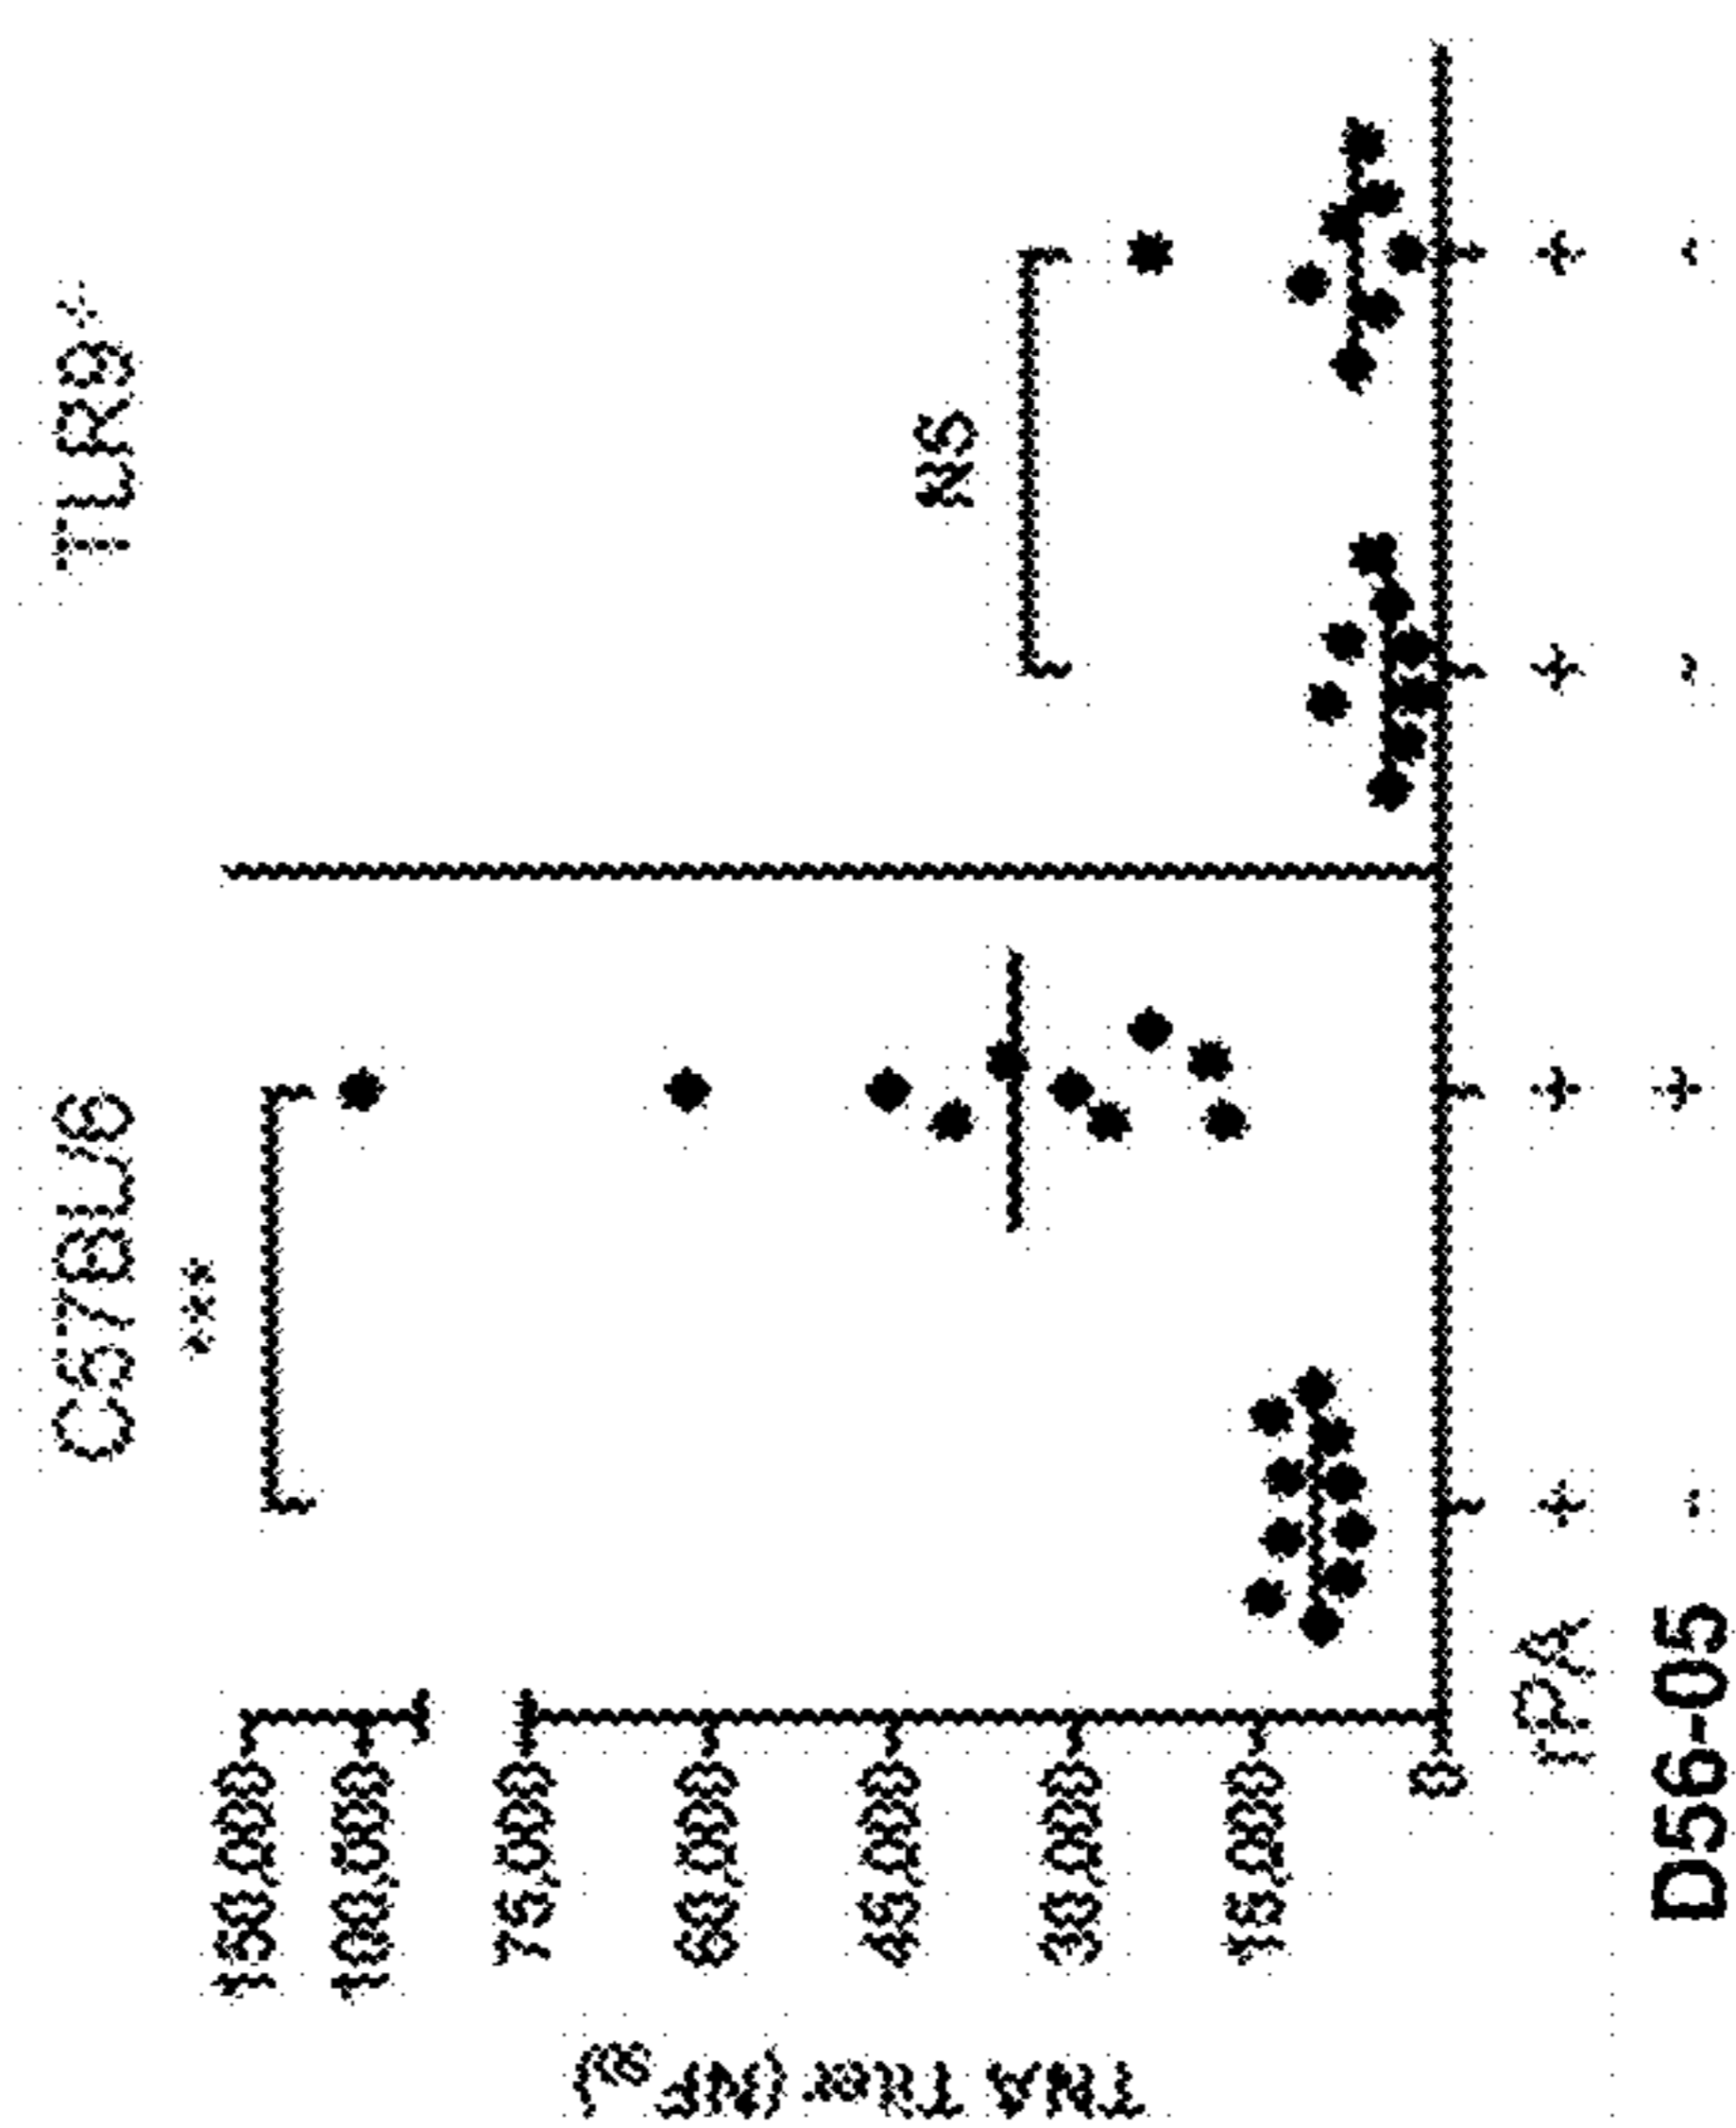 C57BL/6 TLR9-/-
*** NS
150,000
100,000
75,000
60,000
45,000
30,000
15,000
0
+ + + +
D56-05 - + - -